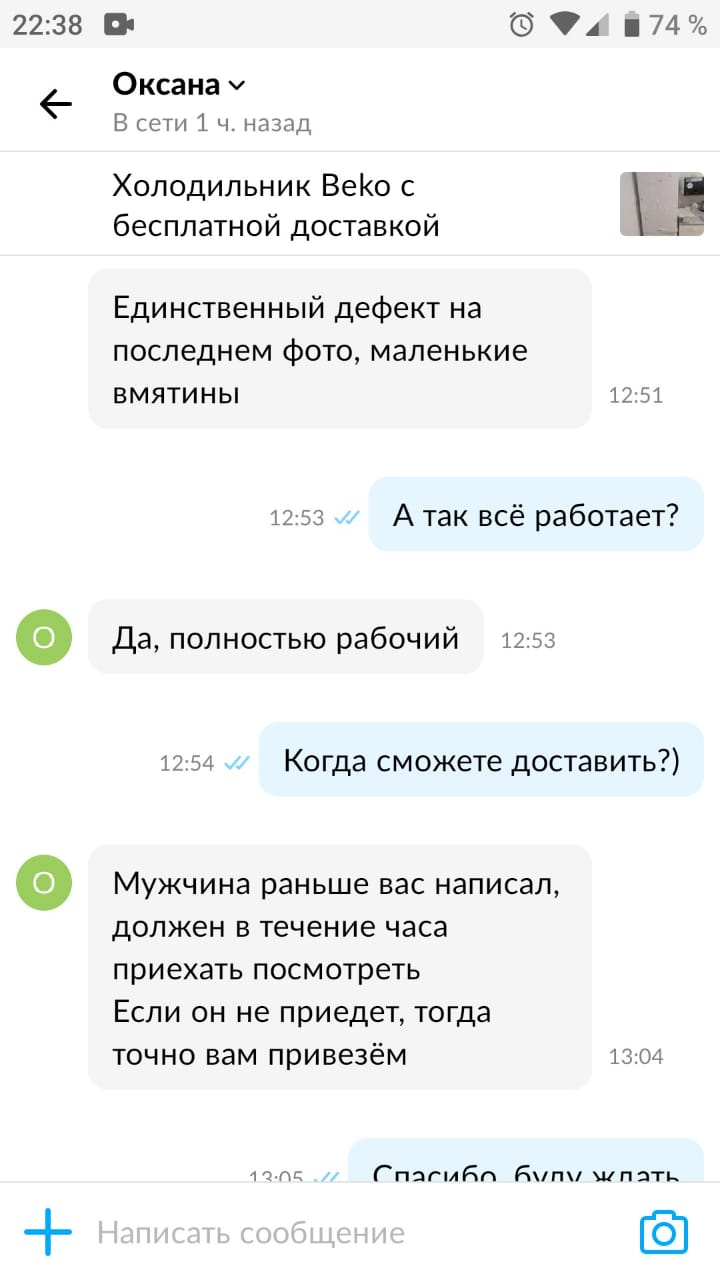 22:38
74 %
Оксана
В сети 1 ч. назад
Холодильник Beko с
бесплатной доставкой
Единственный дефект на
последнем фото, маленькие
вмятины
12:51
12:53
А так всё работает?
О
Да, полностью рабочий
12:53
12:54
Когда сможете доставить?)
О
Мужчина раньше вас написал,
должен в течение часа
приехать посмотреть
Если он не приедет, тогда
точно вам привезём
13:04
13:05
Спасибо, буду ждать
Написать сообщение